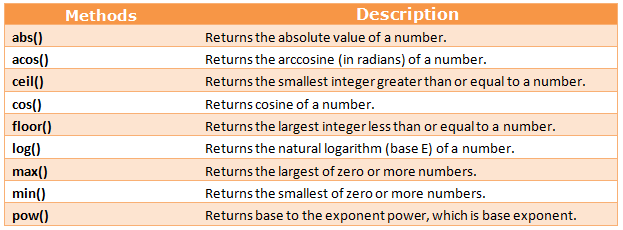 Methods Description
abs() Returns the absolute value of a number.
acos() Returns the arccosine (in radians) of a number.
ceil() Returns the smallest integer greater than or equal to a number.
cos() Returns cosine of a number.
floor() Returns the largest integer less than or equal to a number.
log() Returns the natural logarithm (base E) of a number.
max() Returns the largest of zero or more numbers.
min() Returns the smallest of zero or more numbers.
pow() Returns base to the exponent power, which is base exponent.